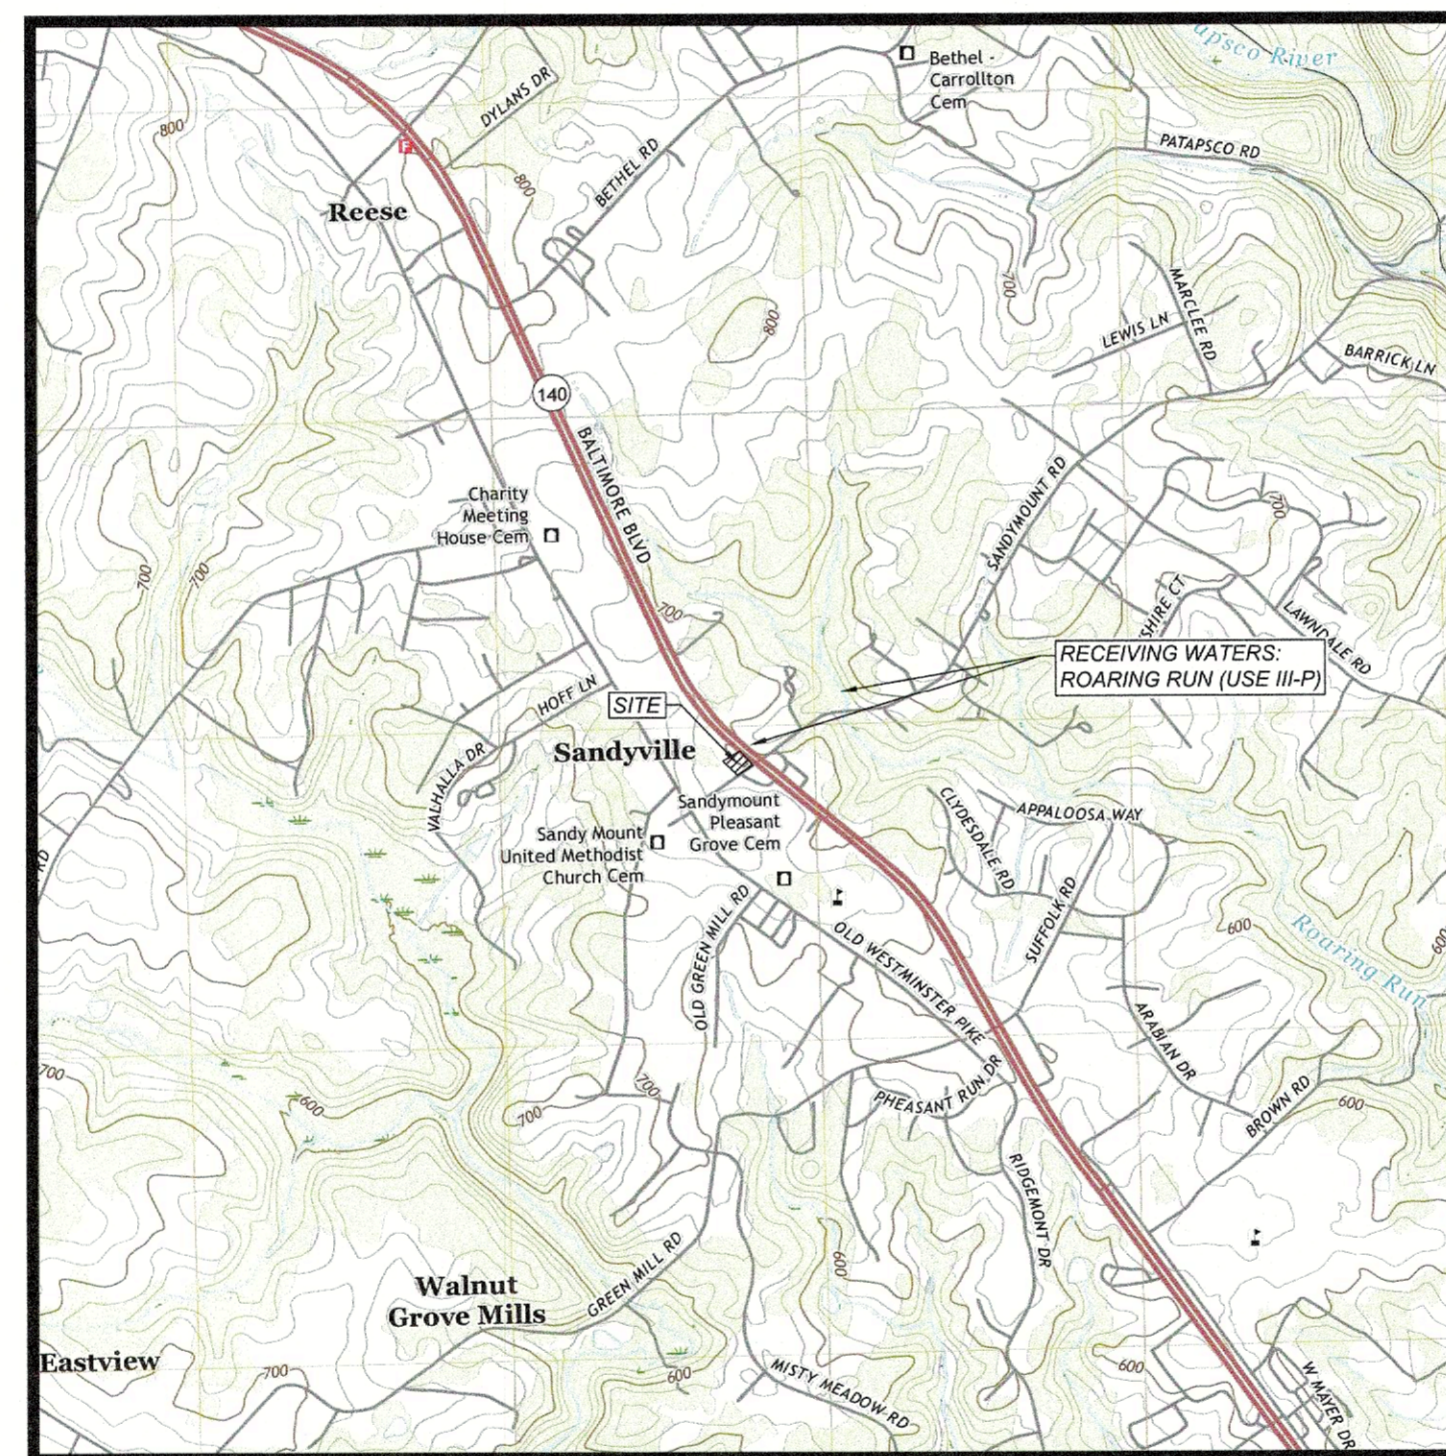 apsco River
Bethel -
Carrollton
Cem
DYLANS DR
800
PATAPSCO RD
BETHEL RD
800
Reese
MARCLEE RD
700
800
LEWIS LN
BARRICK LN
140
BALTIMORE BLVD
SANDYMOUNT RD
Charity
Meeting
House Cem
700
700
700
SHIRE CT
LAWNDALE RD
700
RECEIVING WATERS:
ROARING RUN (USE III-P)
HOFF LN
SITE
Sandyville
VALHALLA DR
Sandymount
Pleasant
Grove Cem
CLYDESDALE RD
APPALOOSA WAY
Sandy Mount
United Methodist
Church Cem
RD
SUFFOLK RD
OLD GREEN MILL RD
OLD WESTMINSTER PIKE
600
Roaring Run
600
ARABIAN DR
700
700
PHEASANT RUN DR
600
700
BROWN RD
600
RIDGEMONT DR
GREEN MILL RD
600
Walnut
Grove Mills
Eastview
700
600
MISTY MEADOW RD
600
W MAYER DR